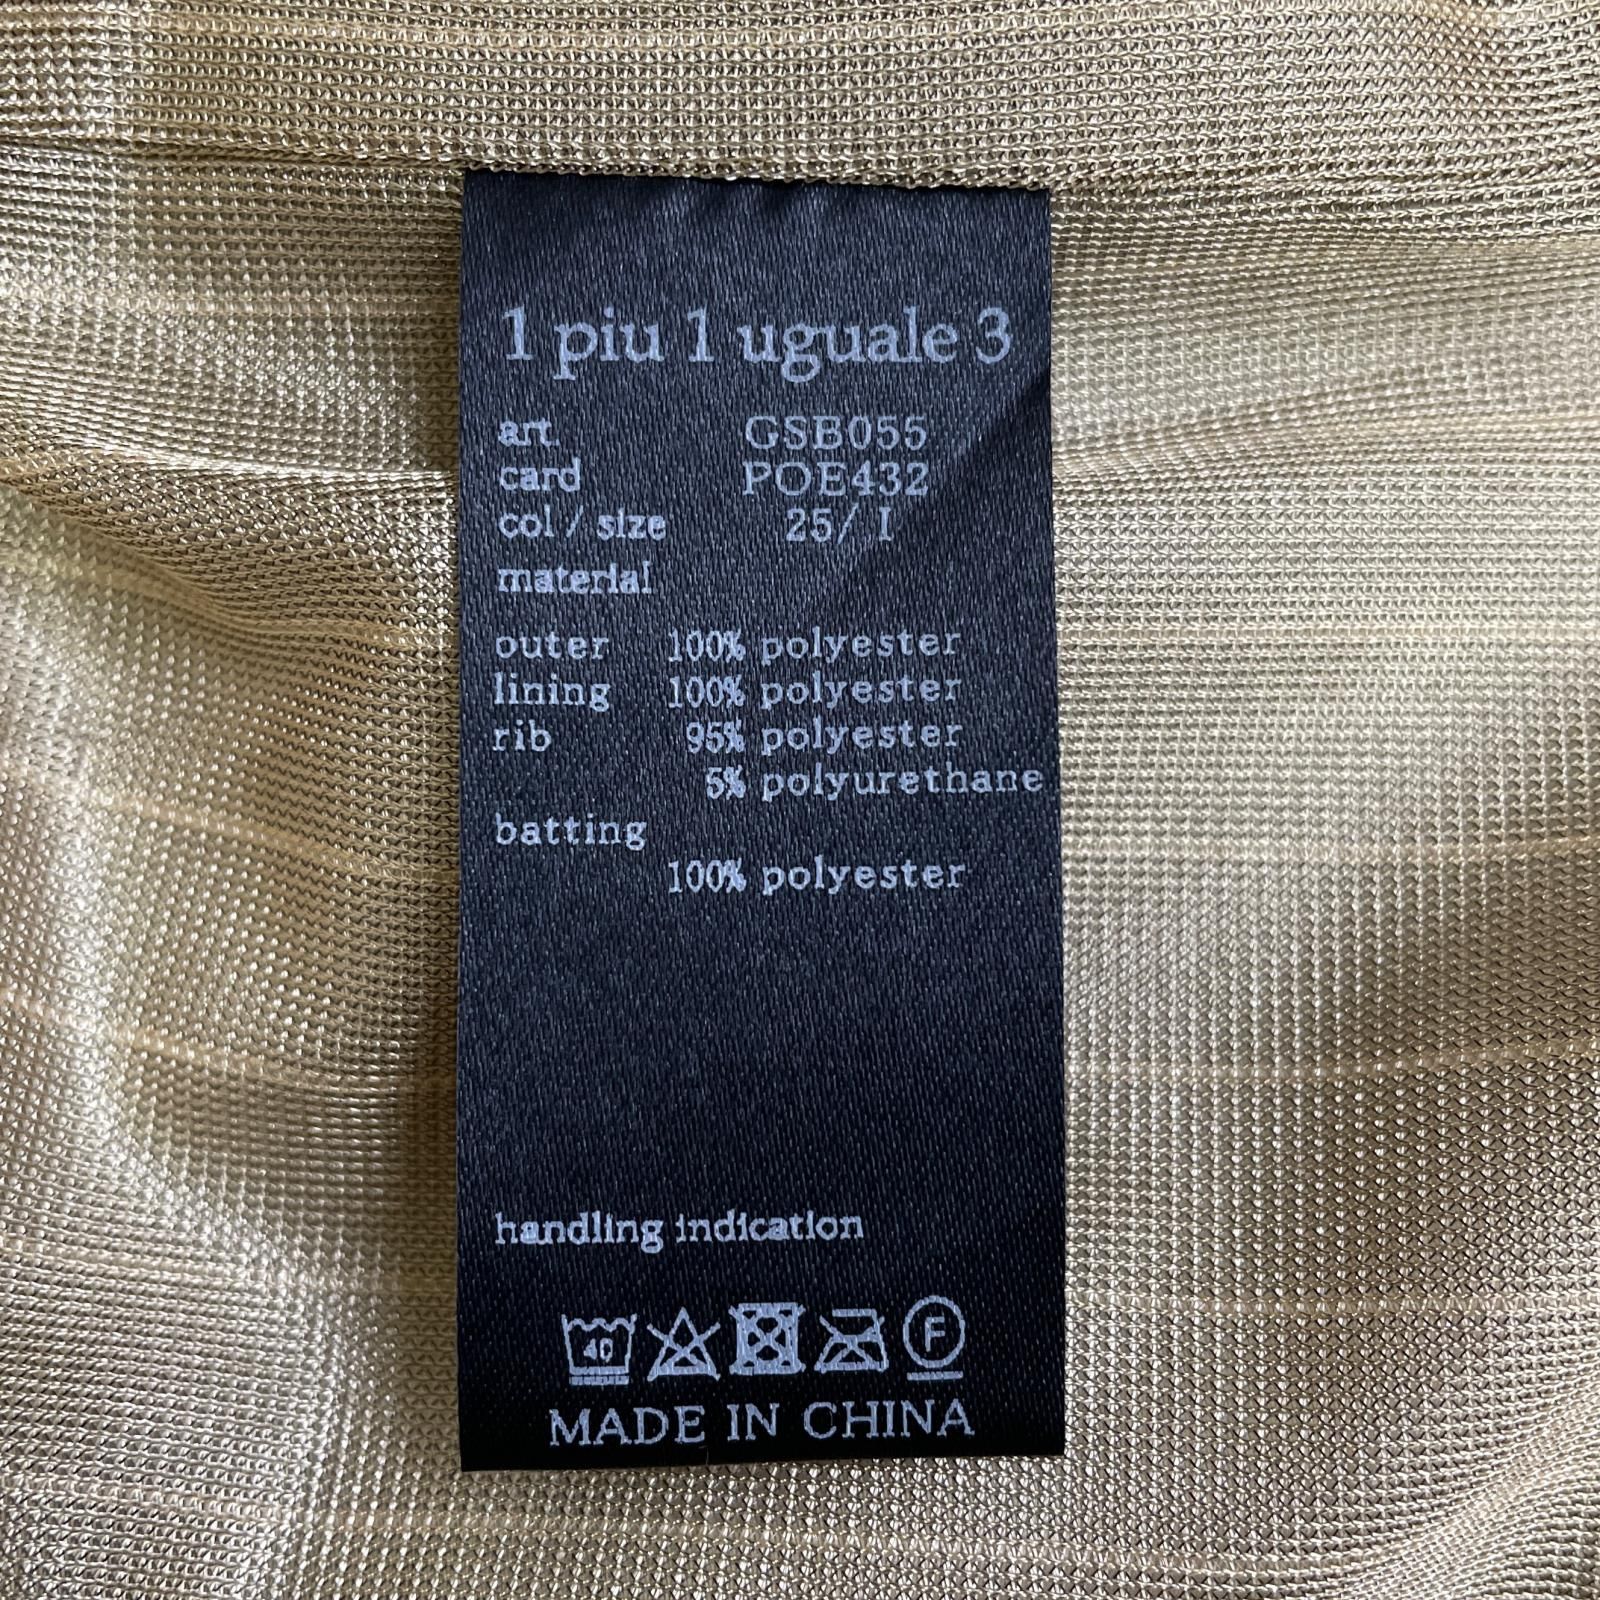 1 piu 1 uguale 3
art. GSB055
card POE432
col / size 25/ I
material
outer 100% polyester
lining 100% polyester
rib 95% polyester
5% polyurethane
batting
100% polyester
handling indication
40 F
MADE IN CHINA